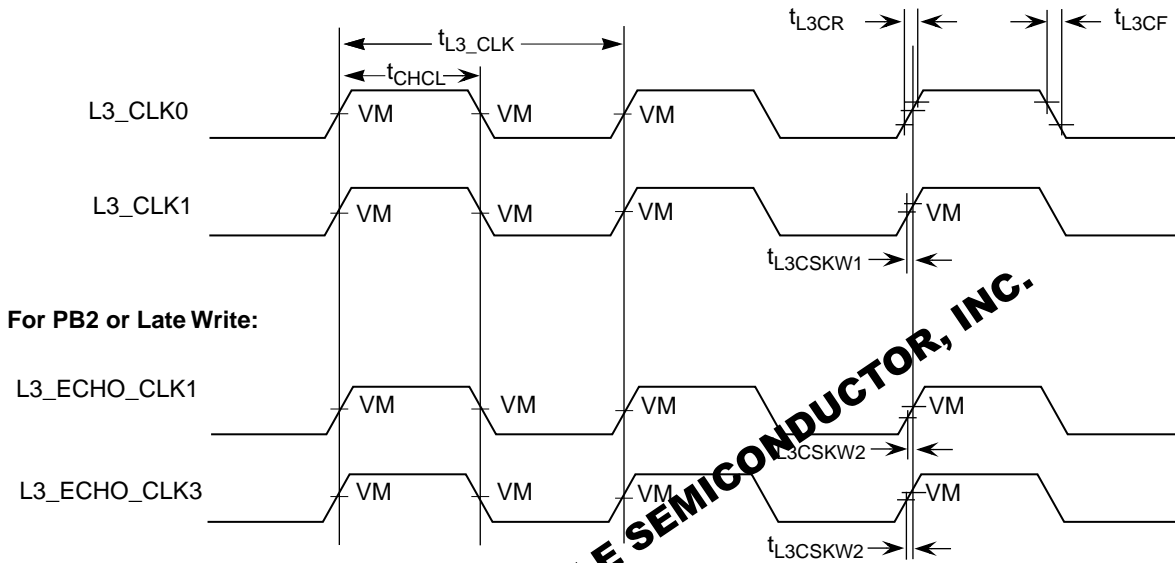 tL3CR
tL3CF
tL3_CLK
tCHCL
L3_CLK0
VM
VM
VM
L3_CLK1
VM
VM
VM
VM
tL3CSKW1
For PB2 or Late Write:
L3_ECHO_CLK1
VM
VM
VM
VM
L3CSKW2
L3_ECHO_CLK3
VM
VM
VM
VM
tL3CSKW2
E SEMICONDUCTOR, INC.